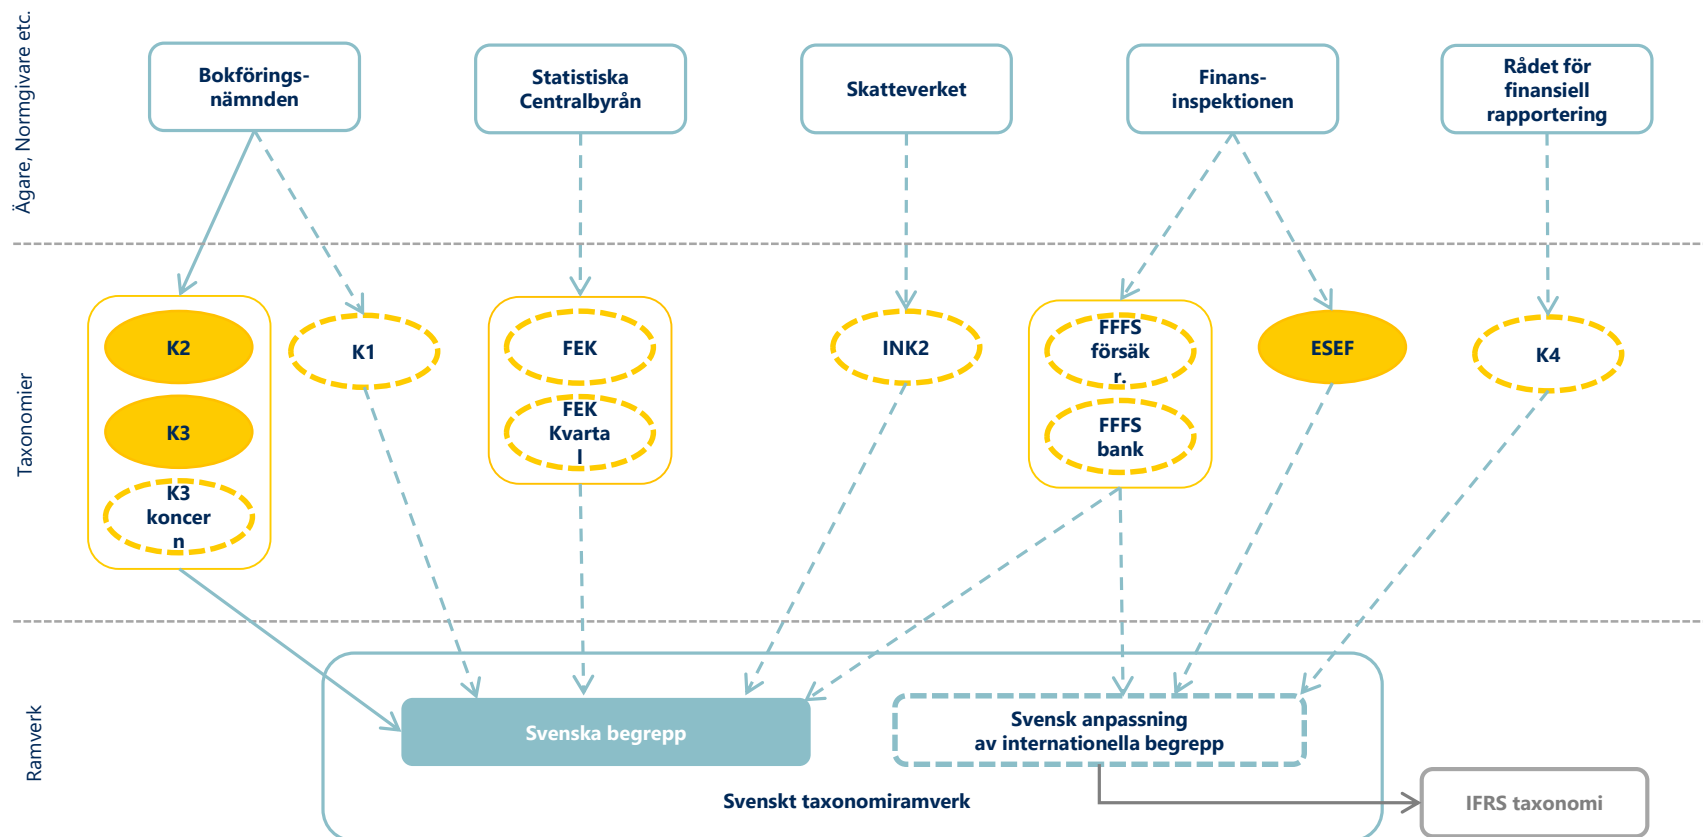 Ägare, Normgivare etc.
Bokförings-
nämnden
Statistiska
Centralbyrån
Skatteverket
Finans-
inspektionen
Rådet för
finansiell
rapportering
Taxonomier
K2
K3
K3
koncer
n
K1
FEK
FEK
Kvarta
l
INK2
FFFS
försäk
r.
FFFS
bank
ESEF
K4
Ramverk
Svenska begrepp
Svensk anpassning
av internationella begrepp
Svenskt taxonomiramverk
IFRS taxonomi